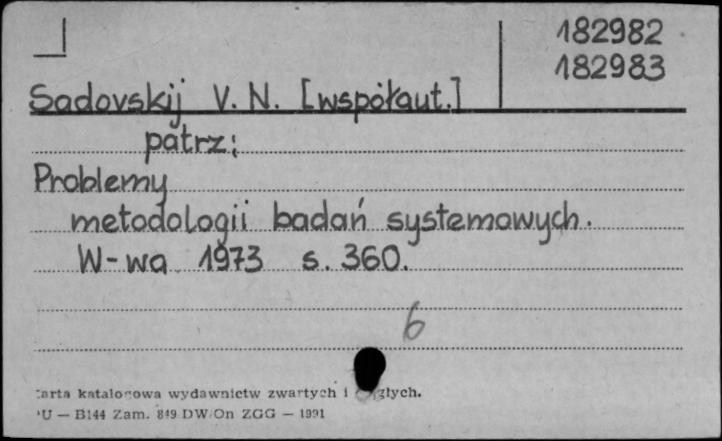 182982
182983
Sadovskij V. N. [współaut.]
patrz:
Problemy
metodologii badań systemowych.
W-wa 1973 s. 360.
6
arta katalogowa wydawnictw zwartych i
U — B144 Zam. 849 DW/On ZGG — 1991